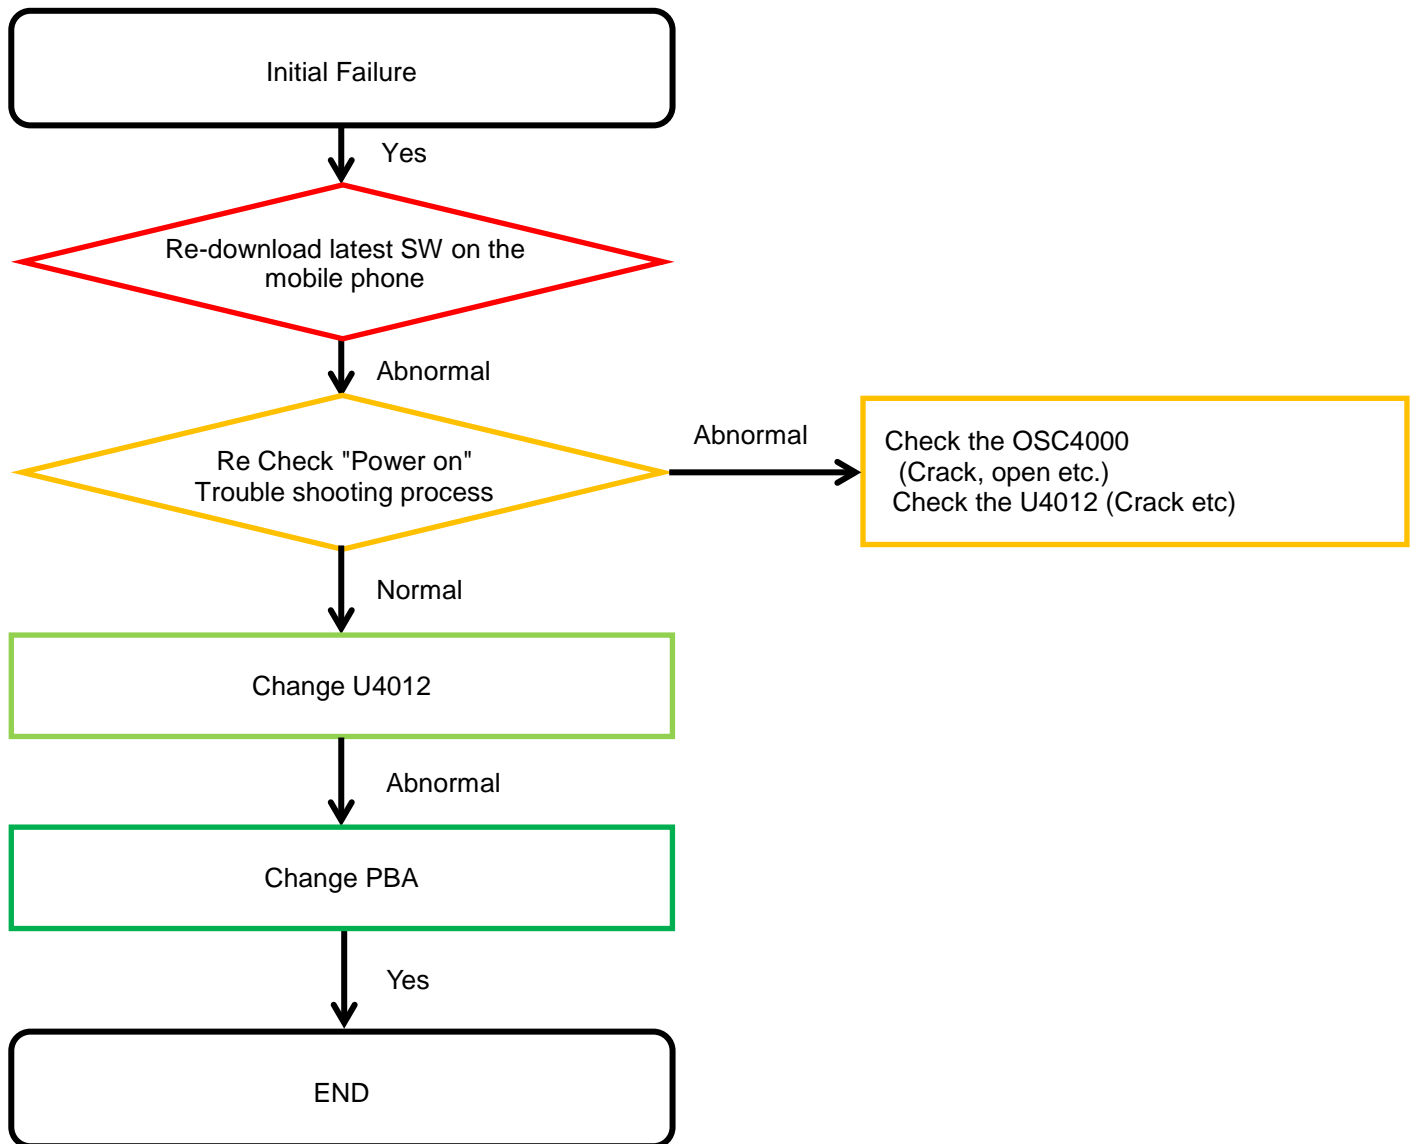 Initial Failure
Yes
Re-download latest SW on the
mobile phone
Abnormal
Re Check "Power on"
Trouble shooting process
Abnormal
Check the OSC4000
(Crack, open etc.)
Check the U4012 (Crack etc)
Normal
Change U4012
Abnormal
Change PBA
Yes
END